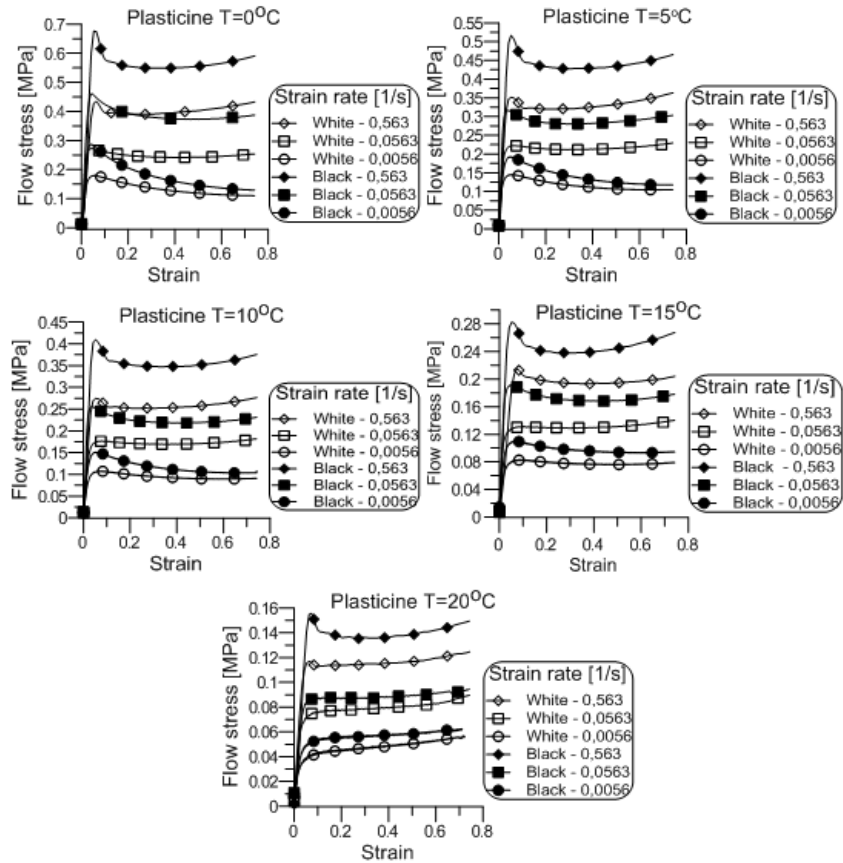 Plasticine T=0°C
Flow stress [MPa]
0.7
0.6
0.5
0.4
0.3
0.2
0.1
0
0 0.2 0.4 0.6 0.8
Strain
Strain rate [1/s]
White - 0,563
White - 0,0563
White - 0,0056
Black - 0,563
Black - 0,0563
Black - 0,0056
Plasticine T=5°C
Flow stress [MPa]
0.55
0.5
0.45
0.4
0.35
0.3
0.25
0.2
0.15
0.1
0.05
0
0 0.2 0.4 0.6 0.8
Strain
Strain rate [1/s]
White - 0,563
White - 0,0563
White - 0,0056
Black - 0,563
Black - 0,0563
Black - 0,0056
Plasticine T=10°C
Flow stress [MPa]
0.45
0.4
0.35
0.3
0.25
0.2
0.15
0.1
0.05
0
0 0.2 0.4 0.6 0.8
Strain
Strain rate [1/s]
White - 0,563
White - 0,0563
White - 0,0056
Black - 0,563
Black - 0,0563
Black - 0,0056
Plasticine T=15°C
Flow stress [MPa]
0.28
0.24
0.2
0.16
0.12
0.08
0.04
0
0 0.2 0.4 0.6 0.8
Strain
Strain rate [1/s]
White - 0,563
White - 0,0563
White - 0,0056
Black - 0,563
Black - 0,0563
Black - 0,0056
Plasticine T=20°C
Flow stress [MPa]
0.16
0.14
0.12
0.1
0.08
0.06
0.04
0.02
0
0 0.2 0.4 0.6 0.8
Strain
Strain rate [1/s]
White - 0,563
White - 0,0563
White - 0,0056
Black - 0,563
Black - 0,0563
Black - 0,0056